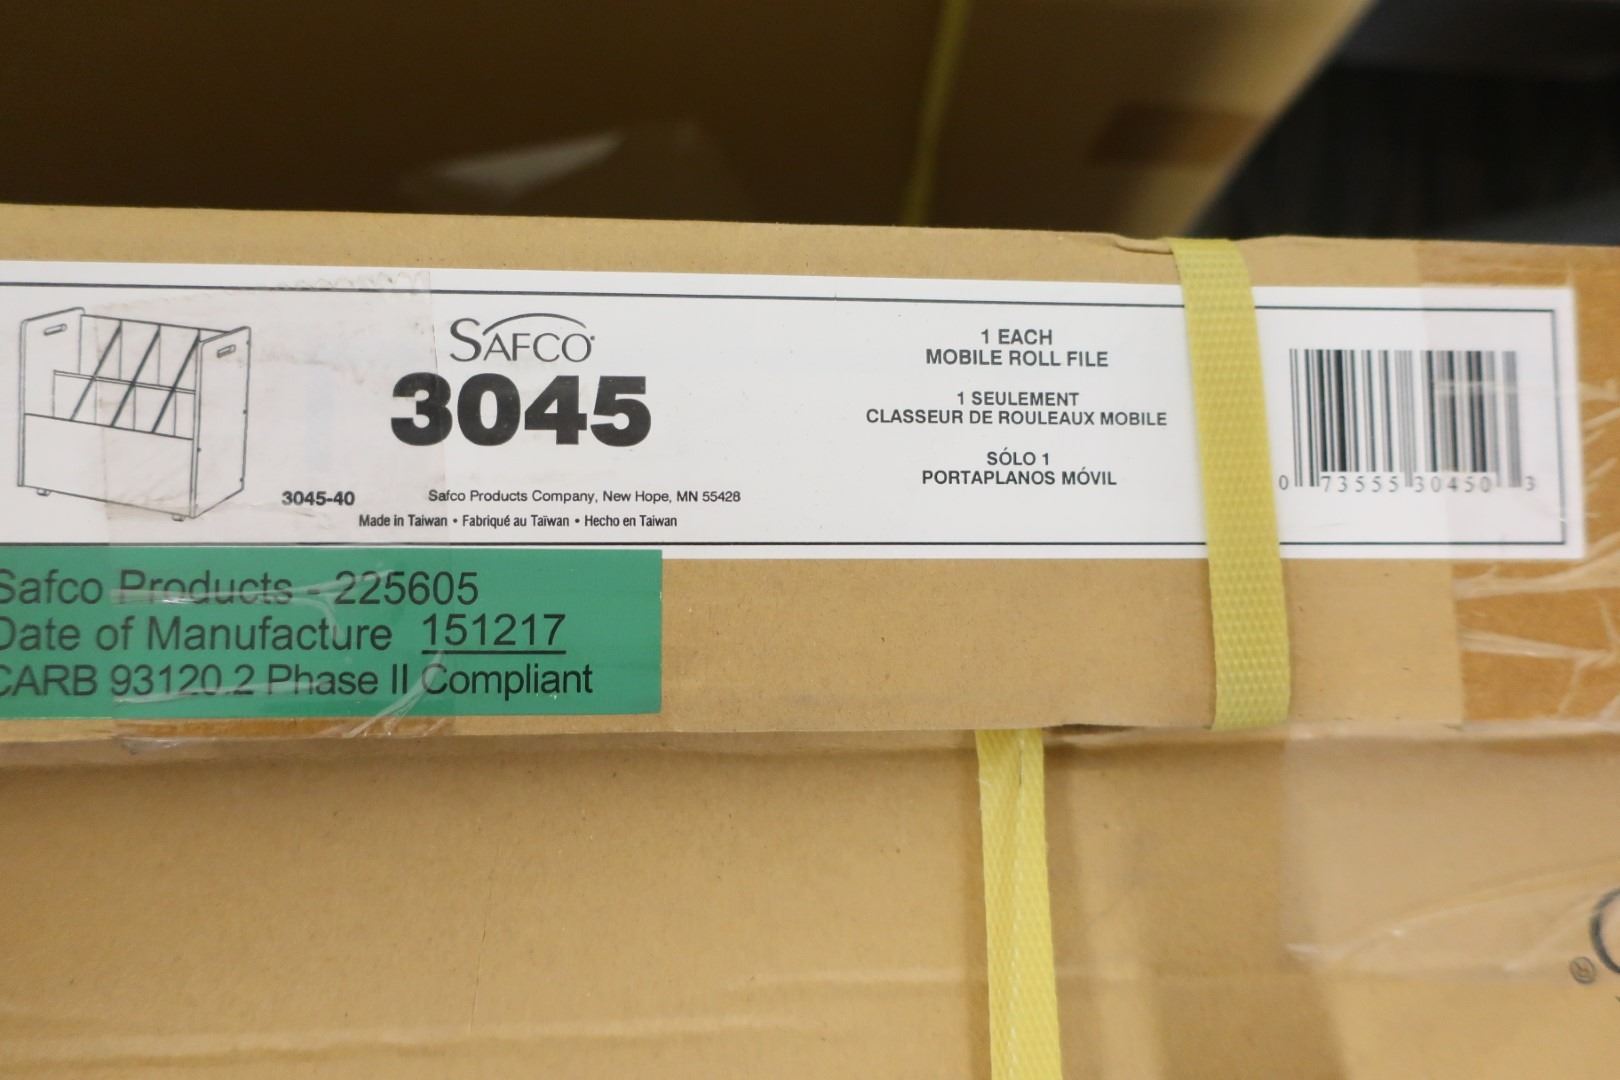 SAFCO
3045
3045-40
Safco Products Company, New Hope, MN 55428
Made in Taiwan • Fabriqué au Taïwan • Hecho en Taiwan
1 EACH
MOBILE ROLL FILE
1 SEULEMENT
CLASSEUR DE ROULEAUX MOBILE
SÓLO 1
PORTAPLANOS MÓVIL
0 73555 30450 3
Safco Products - 225605
Date of Manufacture 151217
CARB 93120.2 Phase II Compliant